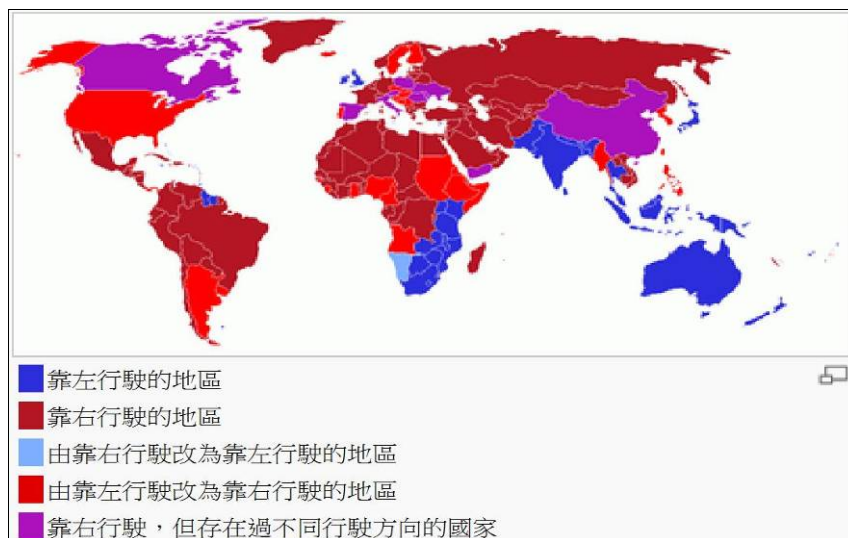 靠左行駛的地區
靠右行駛的地區
由靠右行駛改為靠左行駛的地區
由靠左行駛改為靠右行駛的地區
靠右行駛，但存在過不同行駛方向的國家